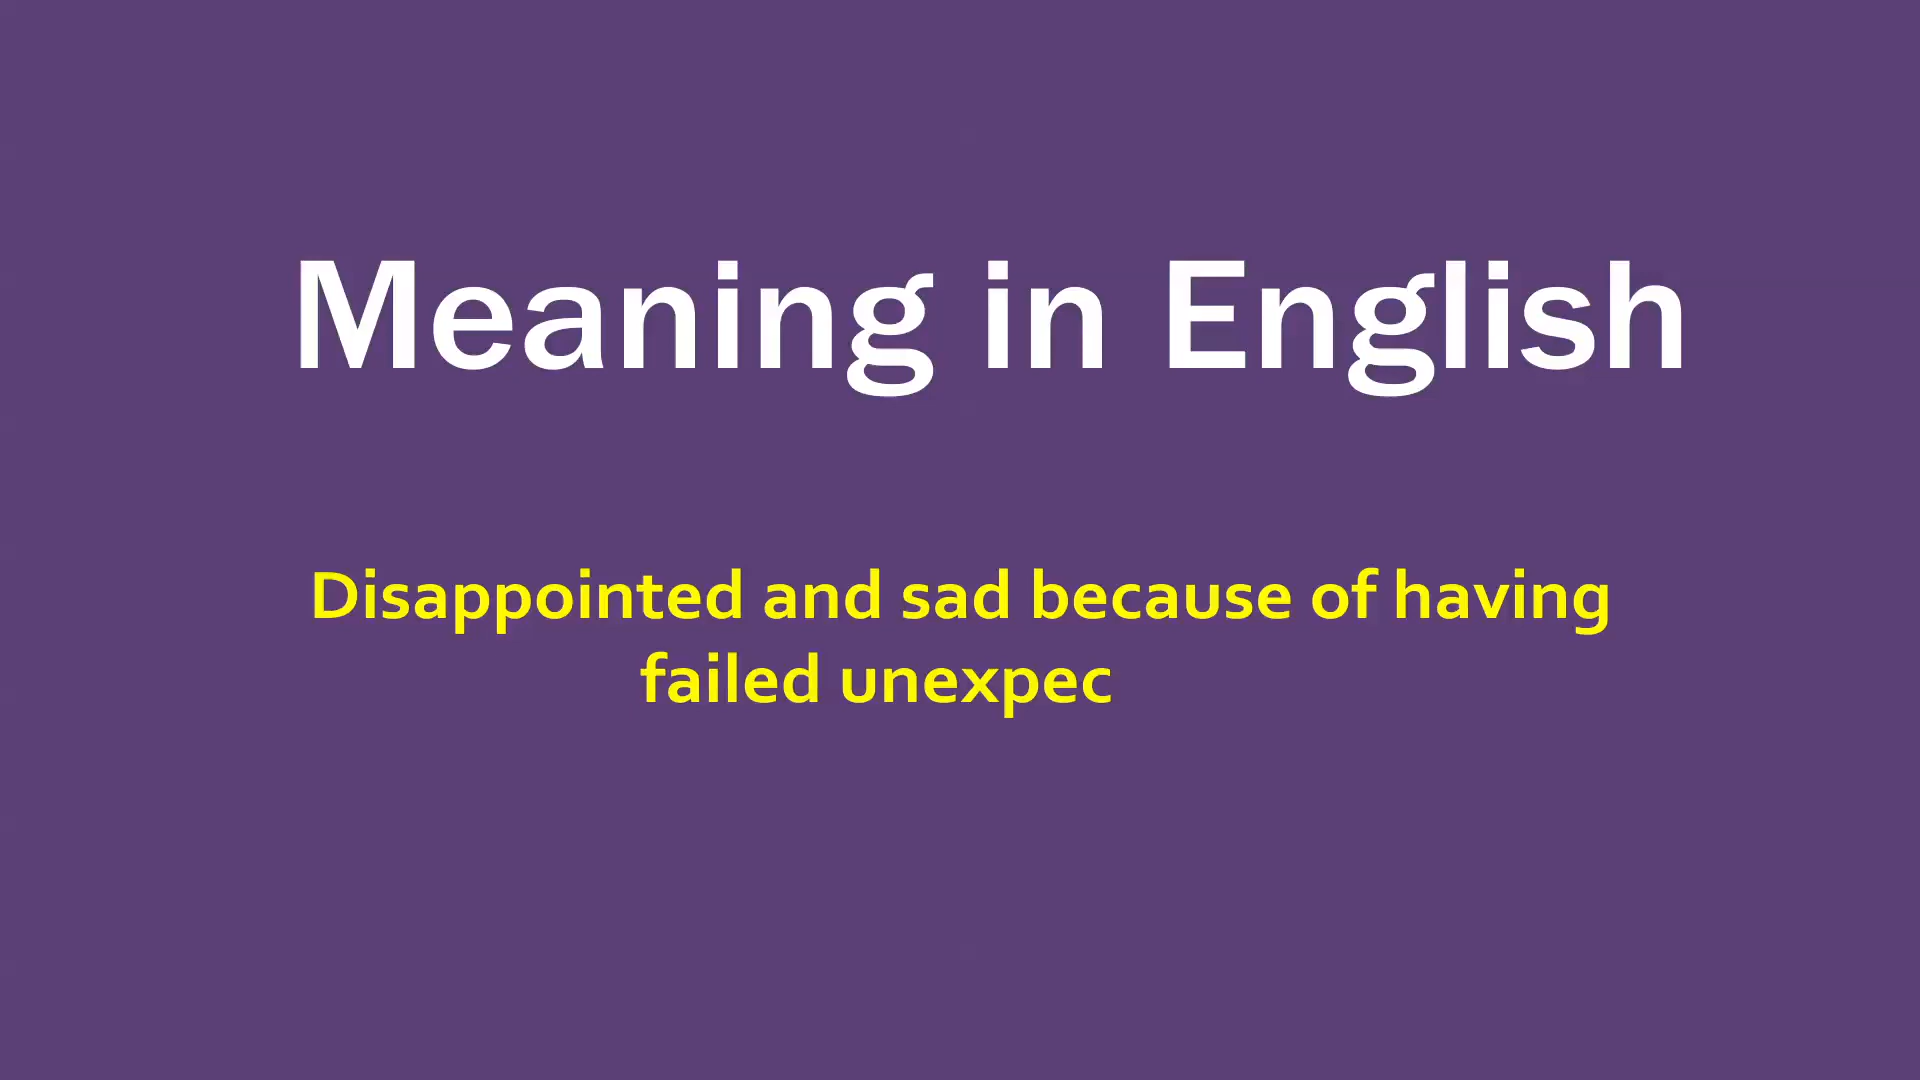 Meaning in English
Disappointed and sad because of having
failed unexpec